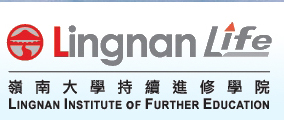 Lingnan Life
嶺南大學持續進修學院
LINGNAN INSTITUTE OF FURTHER EDUCATION